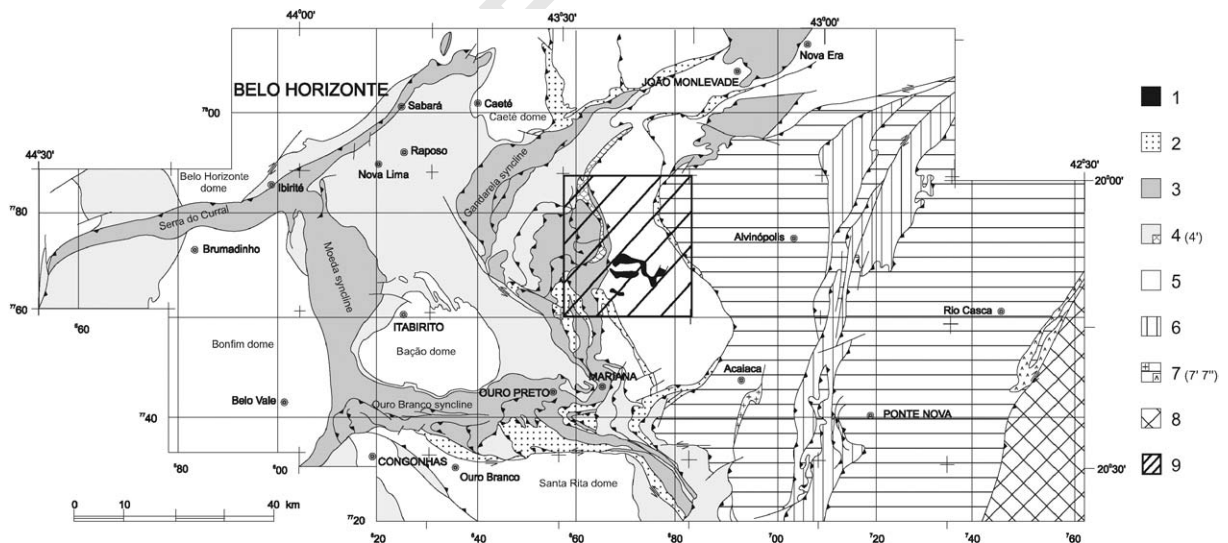 44°00' 43°30' 43°00'
Nova Era
JOÃO MONLEVADE
BELO HORIZONTE
Sabará
Caeté
Caeté dome
⁷⁸00
Raposo
Nova Lima
44°30'
Belo Horizonte
dome
Ibirité
Gandarela syncline
42°30'
20°00'
Serra do Curral
⁷⁷80
Brumadinho
Moeda syncline
Alvinópolis
⁷⁷60
⁶60
ITABIRITO
Rio Casca
Bonfim dome
Bação dome
MARIANA
Acaiaca
OURO PRETO
Belo Vale
Ouro Branco syncline
PONTE NOVA
⁷⁷40
CONGONHAS
⁵80 ⁶00
Ouro Branco
Santa Rita dome
20°30'
0 10 20 40 km
⁷⁷20
⁶20 ⁶40 ⁶60 ⁶80 ⁷00 ⁷20 ⁷40 ⁷60
1
2
3
4 (4')
5
6
7 (7' 7")
8
9